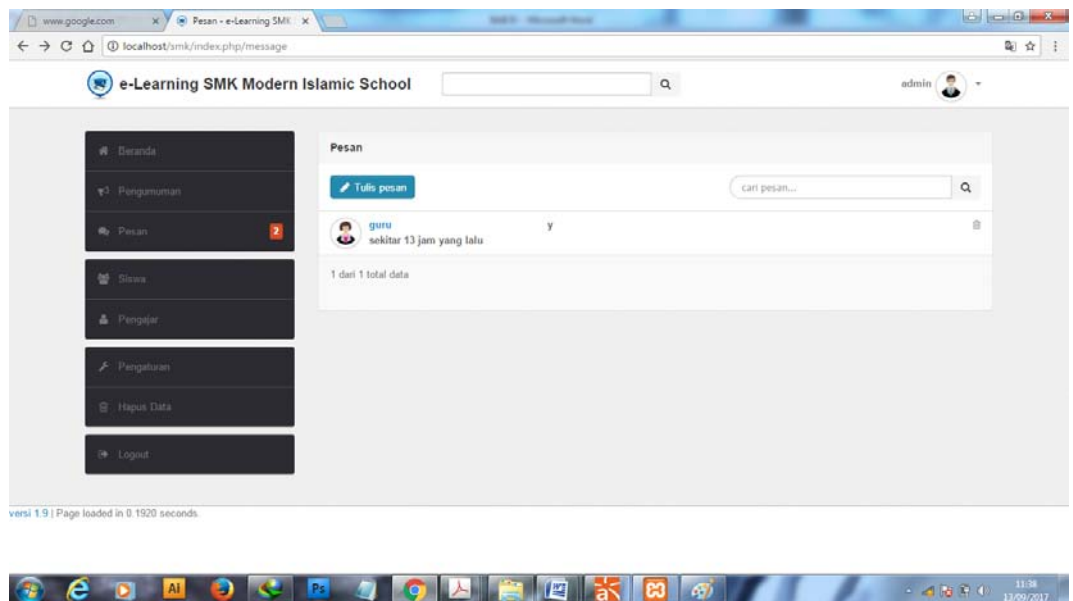 www.google.com
Pesan - e-Learning SMK
localhost/smk/index.php/message
e-Learning SMK Modern Islamic School
admin
Beranda
Pengumuman
Pesan 2
Siswa
Pengajar
Pengaturan
Hapus Data
Logout
Pesan
Tulis pesan
cari pesan...
guru y
sekitar 13 jam yang lalu
1 dari 1 total data
versi 1.9 | Page loaded in 0.1920 seconds.
Ai
Ps
11:38
13/09/2017